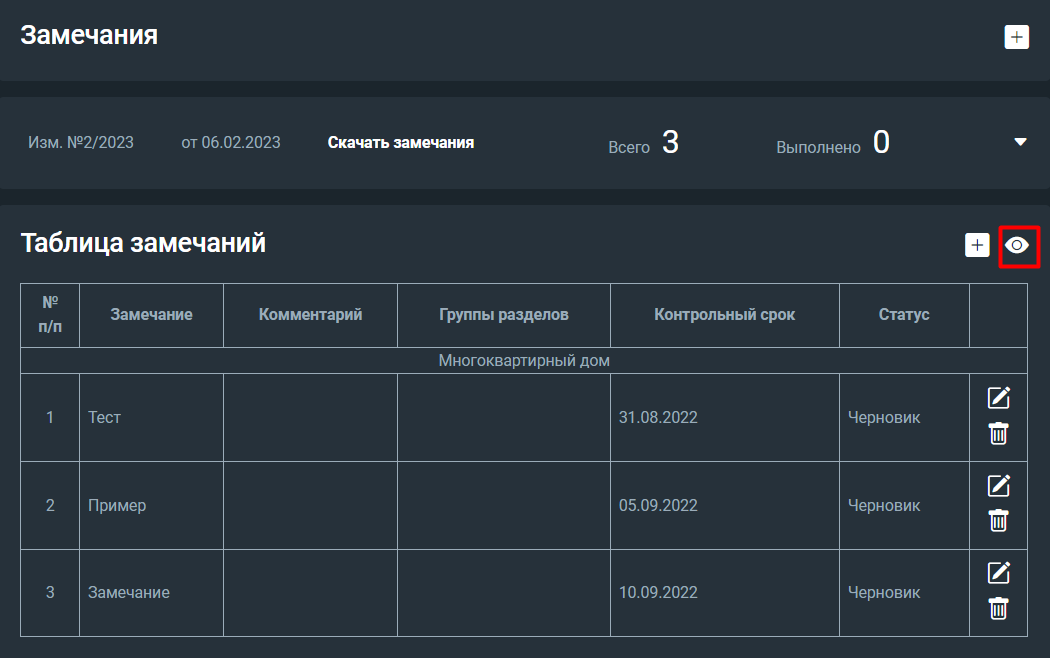 Замечания
Изм. №2/2023 от 06.02.2023 Скачать замечания Всего 3 Выполнено 0
Таблица замечаний
№ п/п Замечание Комментарий Группы разделов Контрольный срок Статус
Многоквартирный дом
1 Тест 31.08.2022 Черновик
2 Пример 05.09.2022 Черновик
3 Замечание 10.09.2022 Черновик